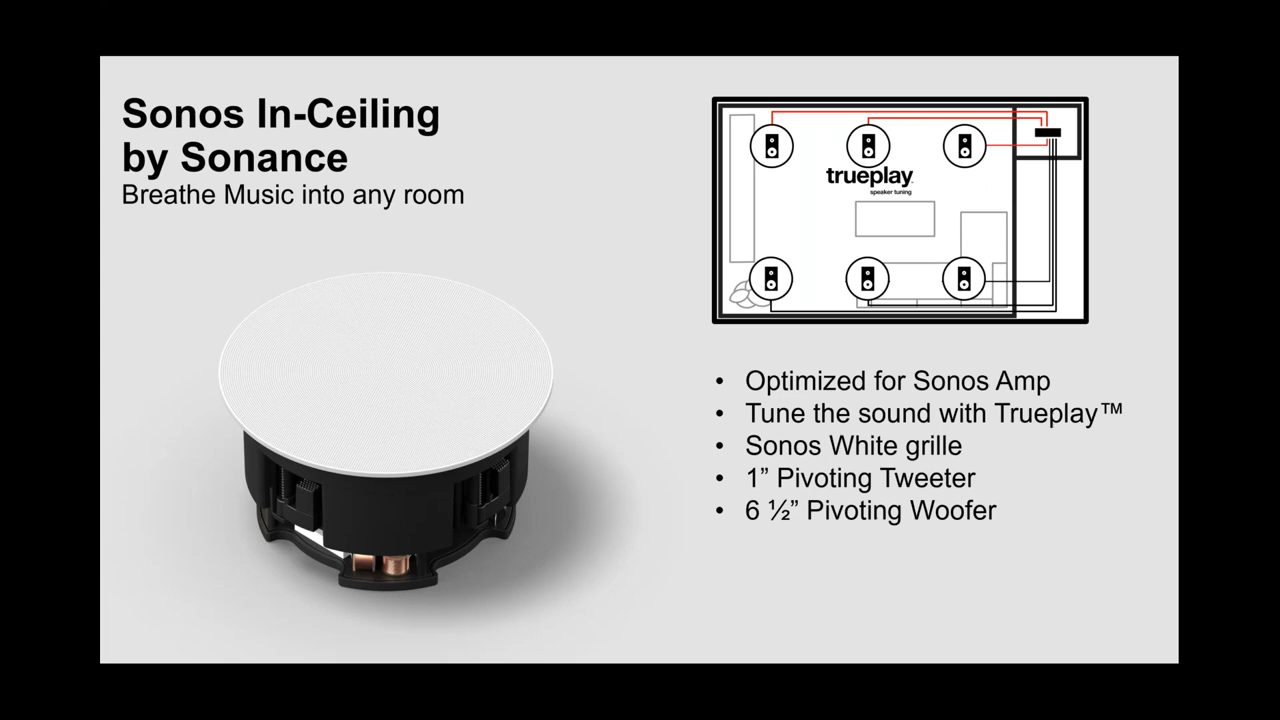 Sonos In-Ceiling
by Sonance
Breathe Music into any room
trueplay
speaker tuning
• Optimized for Sonos Amp
• Tune the sound with Trueplay™
• Sonos White grille
• 1” Pivoting Tweeter
• 6 ½” Pivoting Woofer